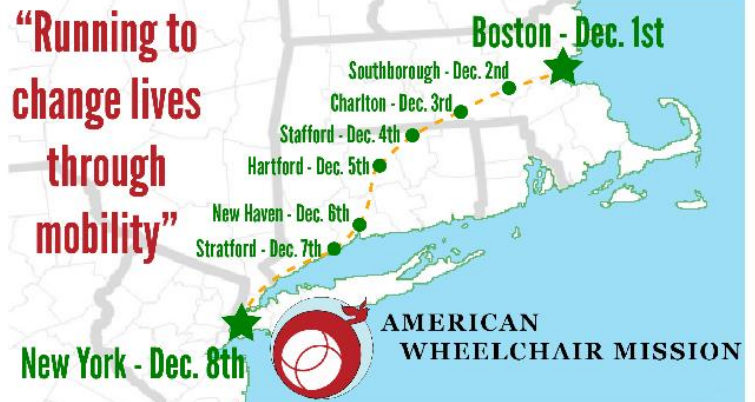 “Running to
change lives
through
mobility”
Boston - Dec. 1st
Southborough - Dec. 2nd
Charlton - Dec. 3rd
Stafford - Dec. 4th
Hartford - Dec. 5th
New Haven - Dec. 6th
Stratford - Dec. 7th
New York - Dec. 8th
AMERICAN
WHEELCHAIR MISSION